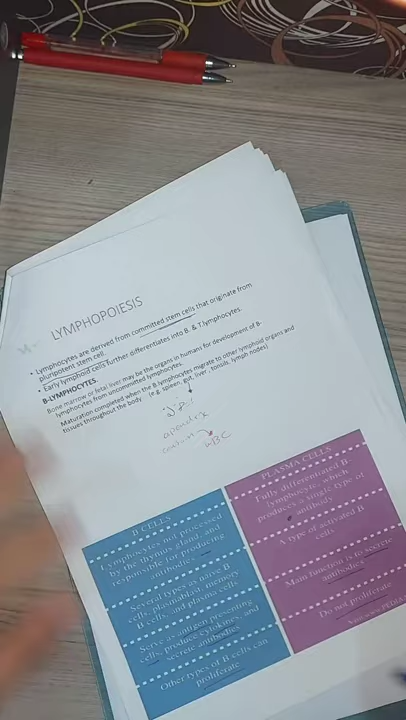 LYMPHOPOIESIS
• Lymphocytes are derived from committed stem cells that originate from
pluripotent stem cell.
• Early lymphoid cells further differentiates into B & T lymphocytes.
B-LYMPHOCYTES
Bone marrow or fetal liver may be the organs in humans for development of B-
lymphocytes from uncommitted lymphocytes.
Maturation completed when the B lymphocytes migrate to other lymphoid organs and
tissues throughout the body (e.g. spleen, gut, liver, tonsils, lymph nodes)
B CELLS
Lymphocytes not processed
by the thymus gland, and
responsible for producing
antibodies
Several types as naive B
cells, plasmablast, memory
B cells, and plasma cells
Serve as antigen presenting
cells, produce cytokines, and
secrete antibodies
Other types of B cells can
proliferate
PLASMA CELLS
Fully differentiated B
lymphocyte, which
produces a single type of
antibody
A type of activated B
cells
Main function is to secrete
antibodies
Do not proliferate